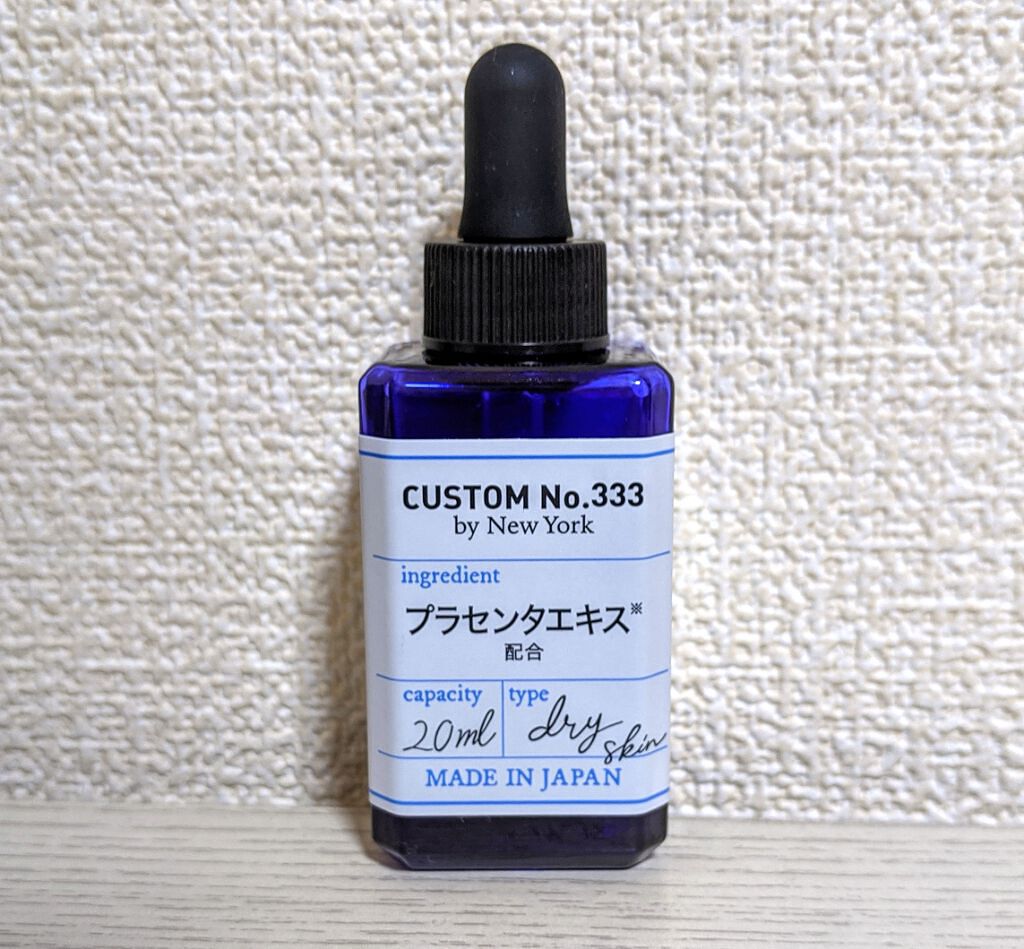 CUSTOM No.333
by New York
ingredient
プラセンタエキス※
配合
capacity
20ml
type
dry
skin
MADE IN JAPAN